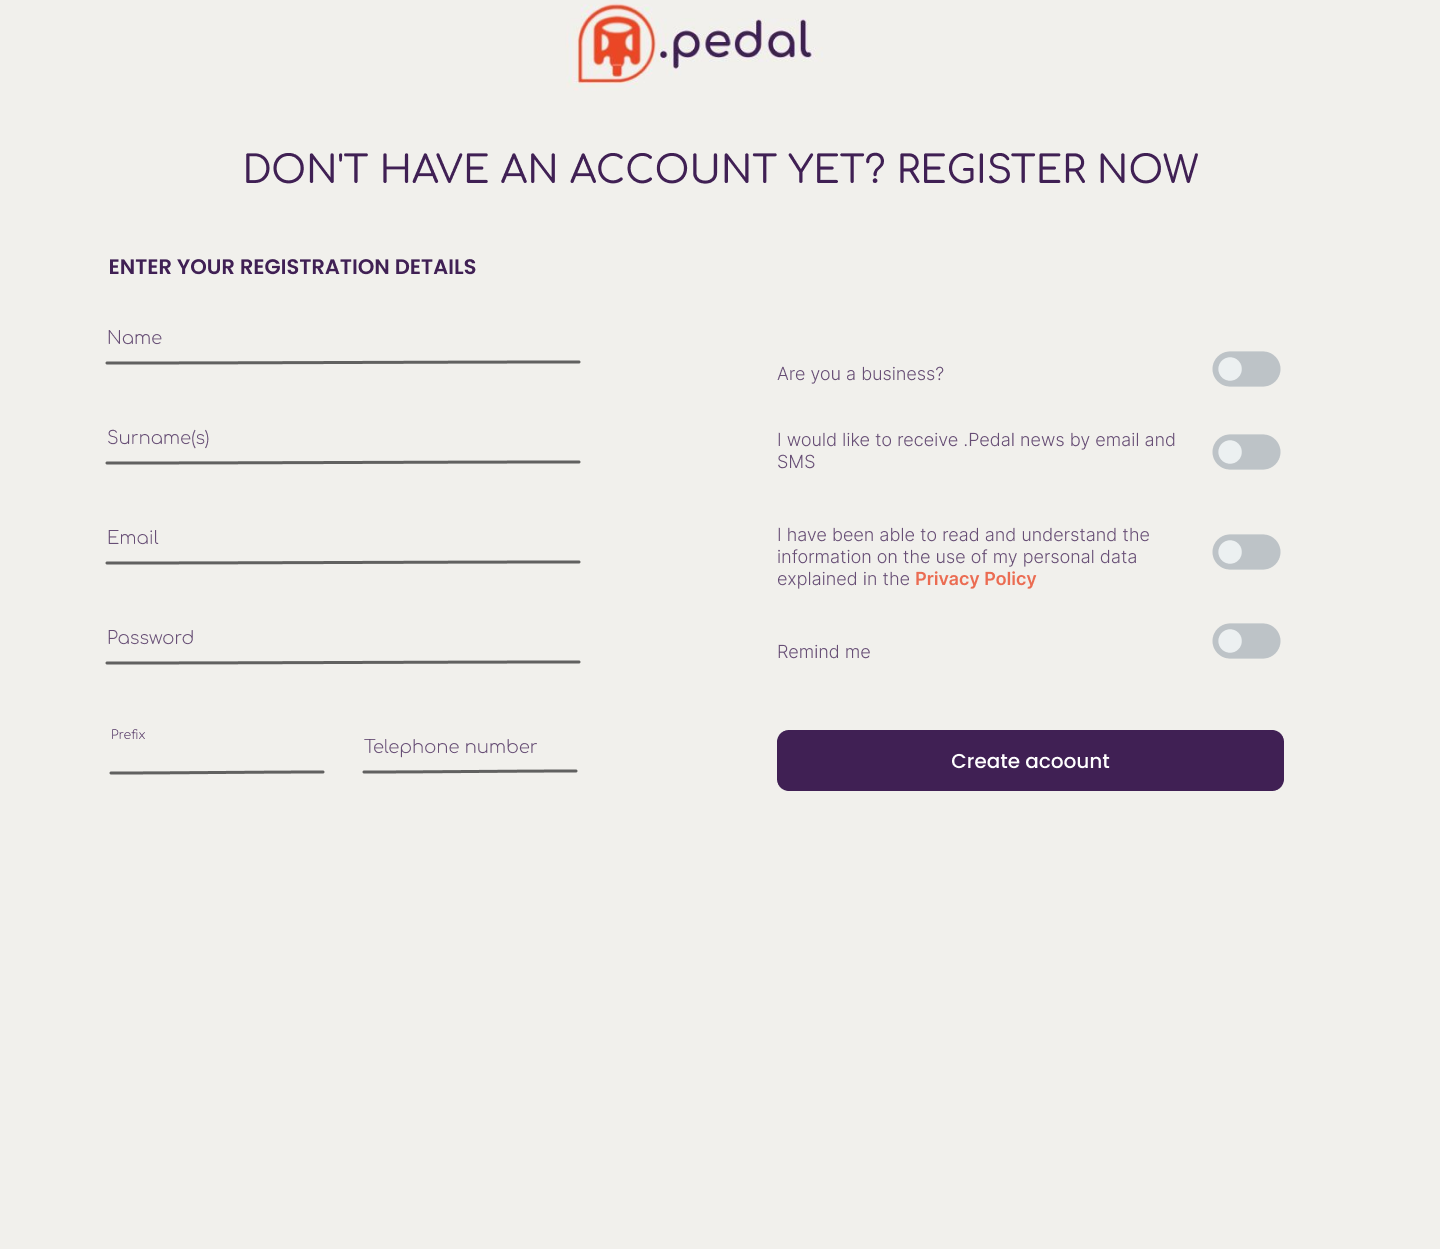 .pedal
DON'T HAVE AN ACCOUNT YET? REGISTER NOW
ENTER YOUR REGISTRATION DETAILS
Name
Surname(s)
Email
Password
Prefix
Telephone number
Are you a business?
I would like to receive .Pedal news by email and
SMS
I have been able to read and understand the
information on the use of my personal data
explained in the Privacy Policy
Remind me
Create acoount